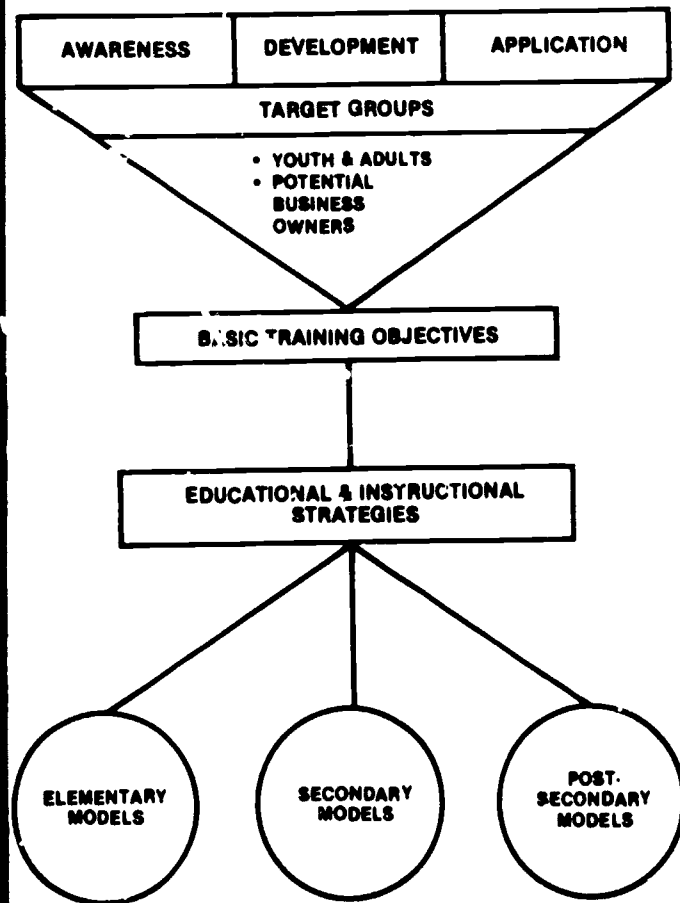 AWARENESS DEVELOPMENT APPLICATION
TARGET GROUPS
• YOUTH & ADULTS
• POTENTIAL
BUSINESS
OWNERS
BASIC TRAINING OBJECTIVES
EDUCATIONAL & INSTRUCTIONAL
STRATEGIES
ELEMENTARY
MODELS
SECONDARY
MODELS
POST-
SECONDARY
MODELS